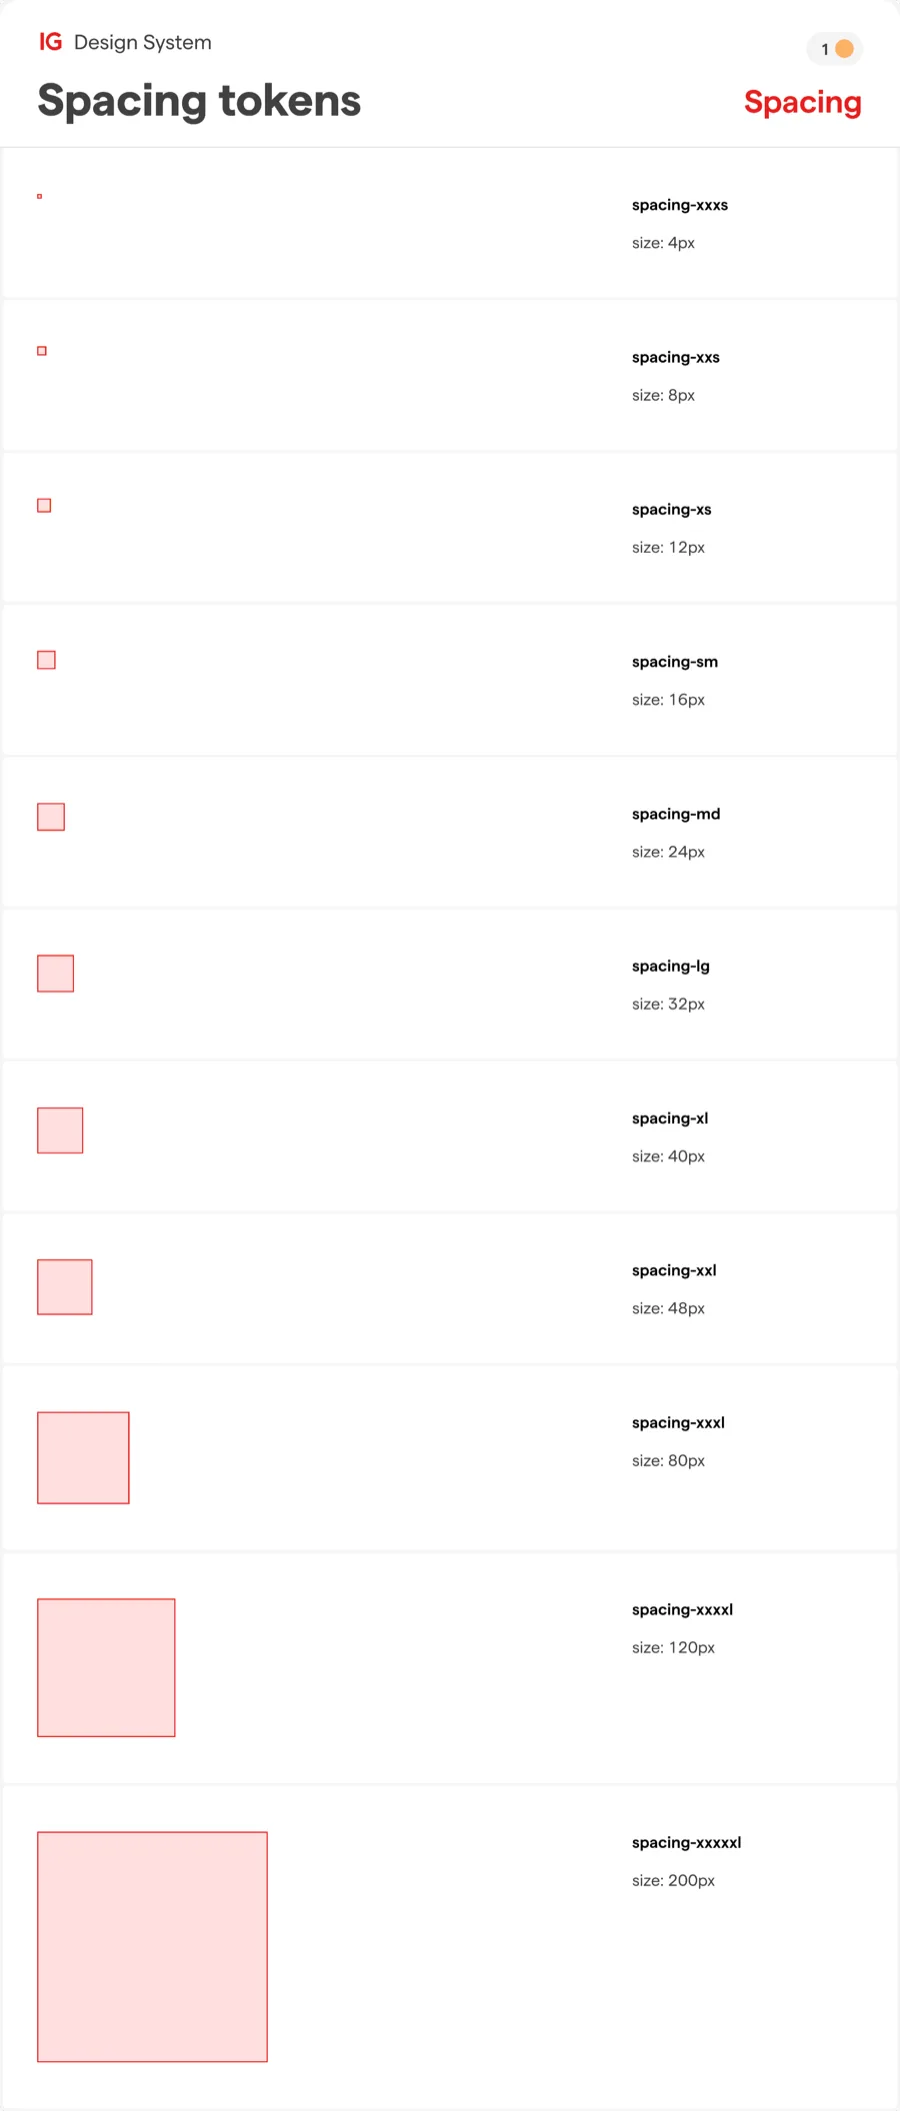 IG Design System
1
Spacing tokens
Spacing
spacing-xxxs
size: 4px
spacing-xxs
size: 8px
spacing-xs
size: 12px
spacing-sm
size: 16px
spacing-md
size: 24px
spacing-lg
size: 32px
spacing-xl
size: 40px
spacing-xxl
size: 48px
spacing-xxxl
size: 80px
spacing-xxxxl
size: 120px
spacing-xxxxxl
size: 200px